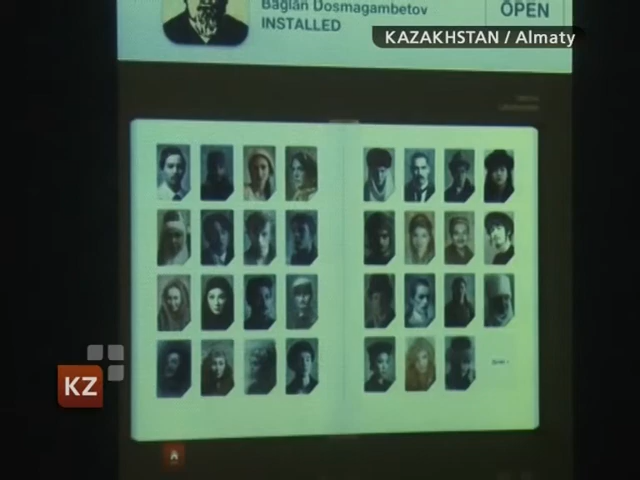 Baglan Dosmagambetov
INSTALLED
OPEN
KAZAKHSTAN / Almaty
KZ